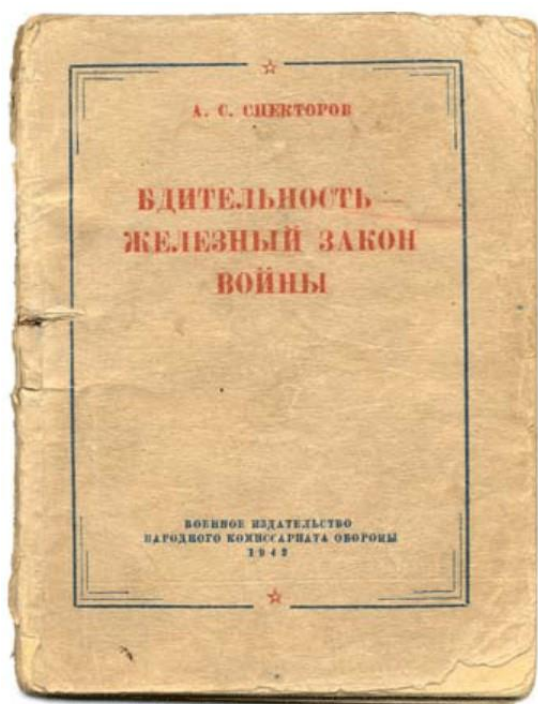 А. С. СПЕКТОРОВ
БДИТЕЛЬНОСТЬ —
ЖЕЛЕЗНЫЙ ЗАКОН
ВОЙНЫ
ВОЕННОЕ ИЗДАТЕЛЬСТВО
НАРОДНОГО КОМИССАРИАТА ОБОРОНЫ
1942